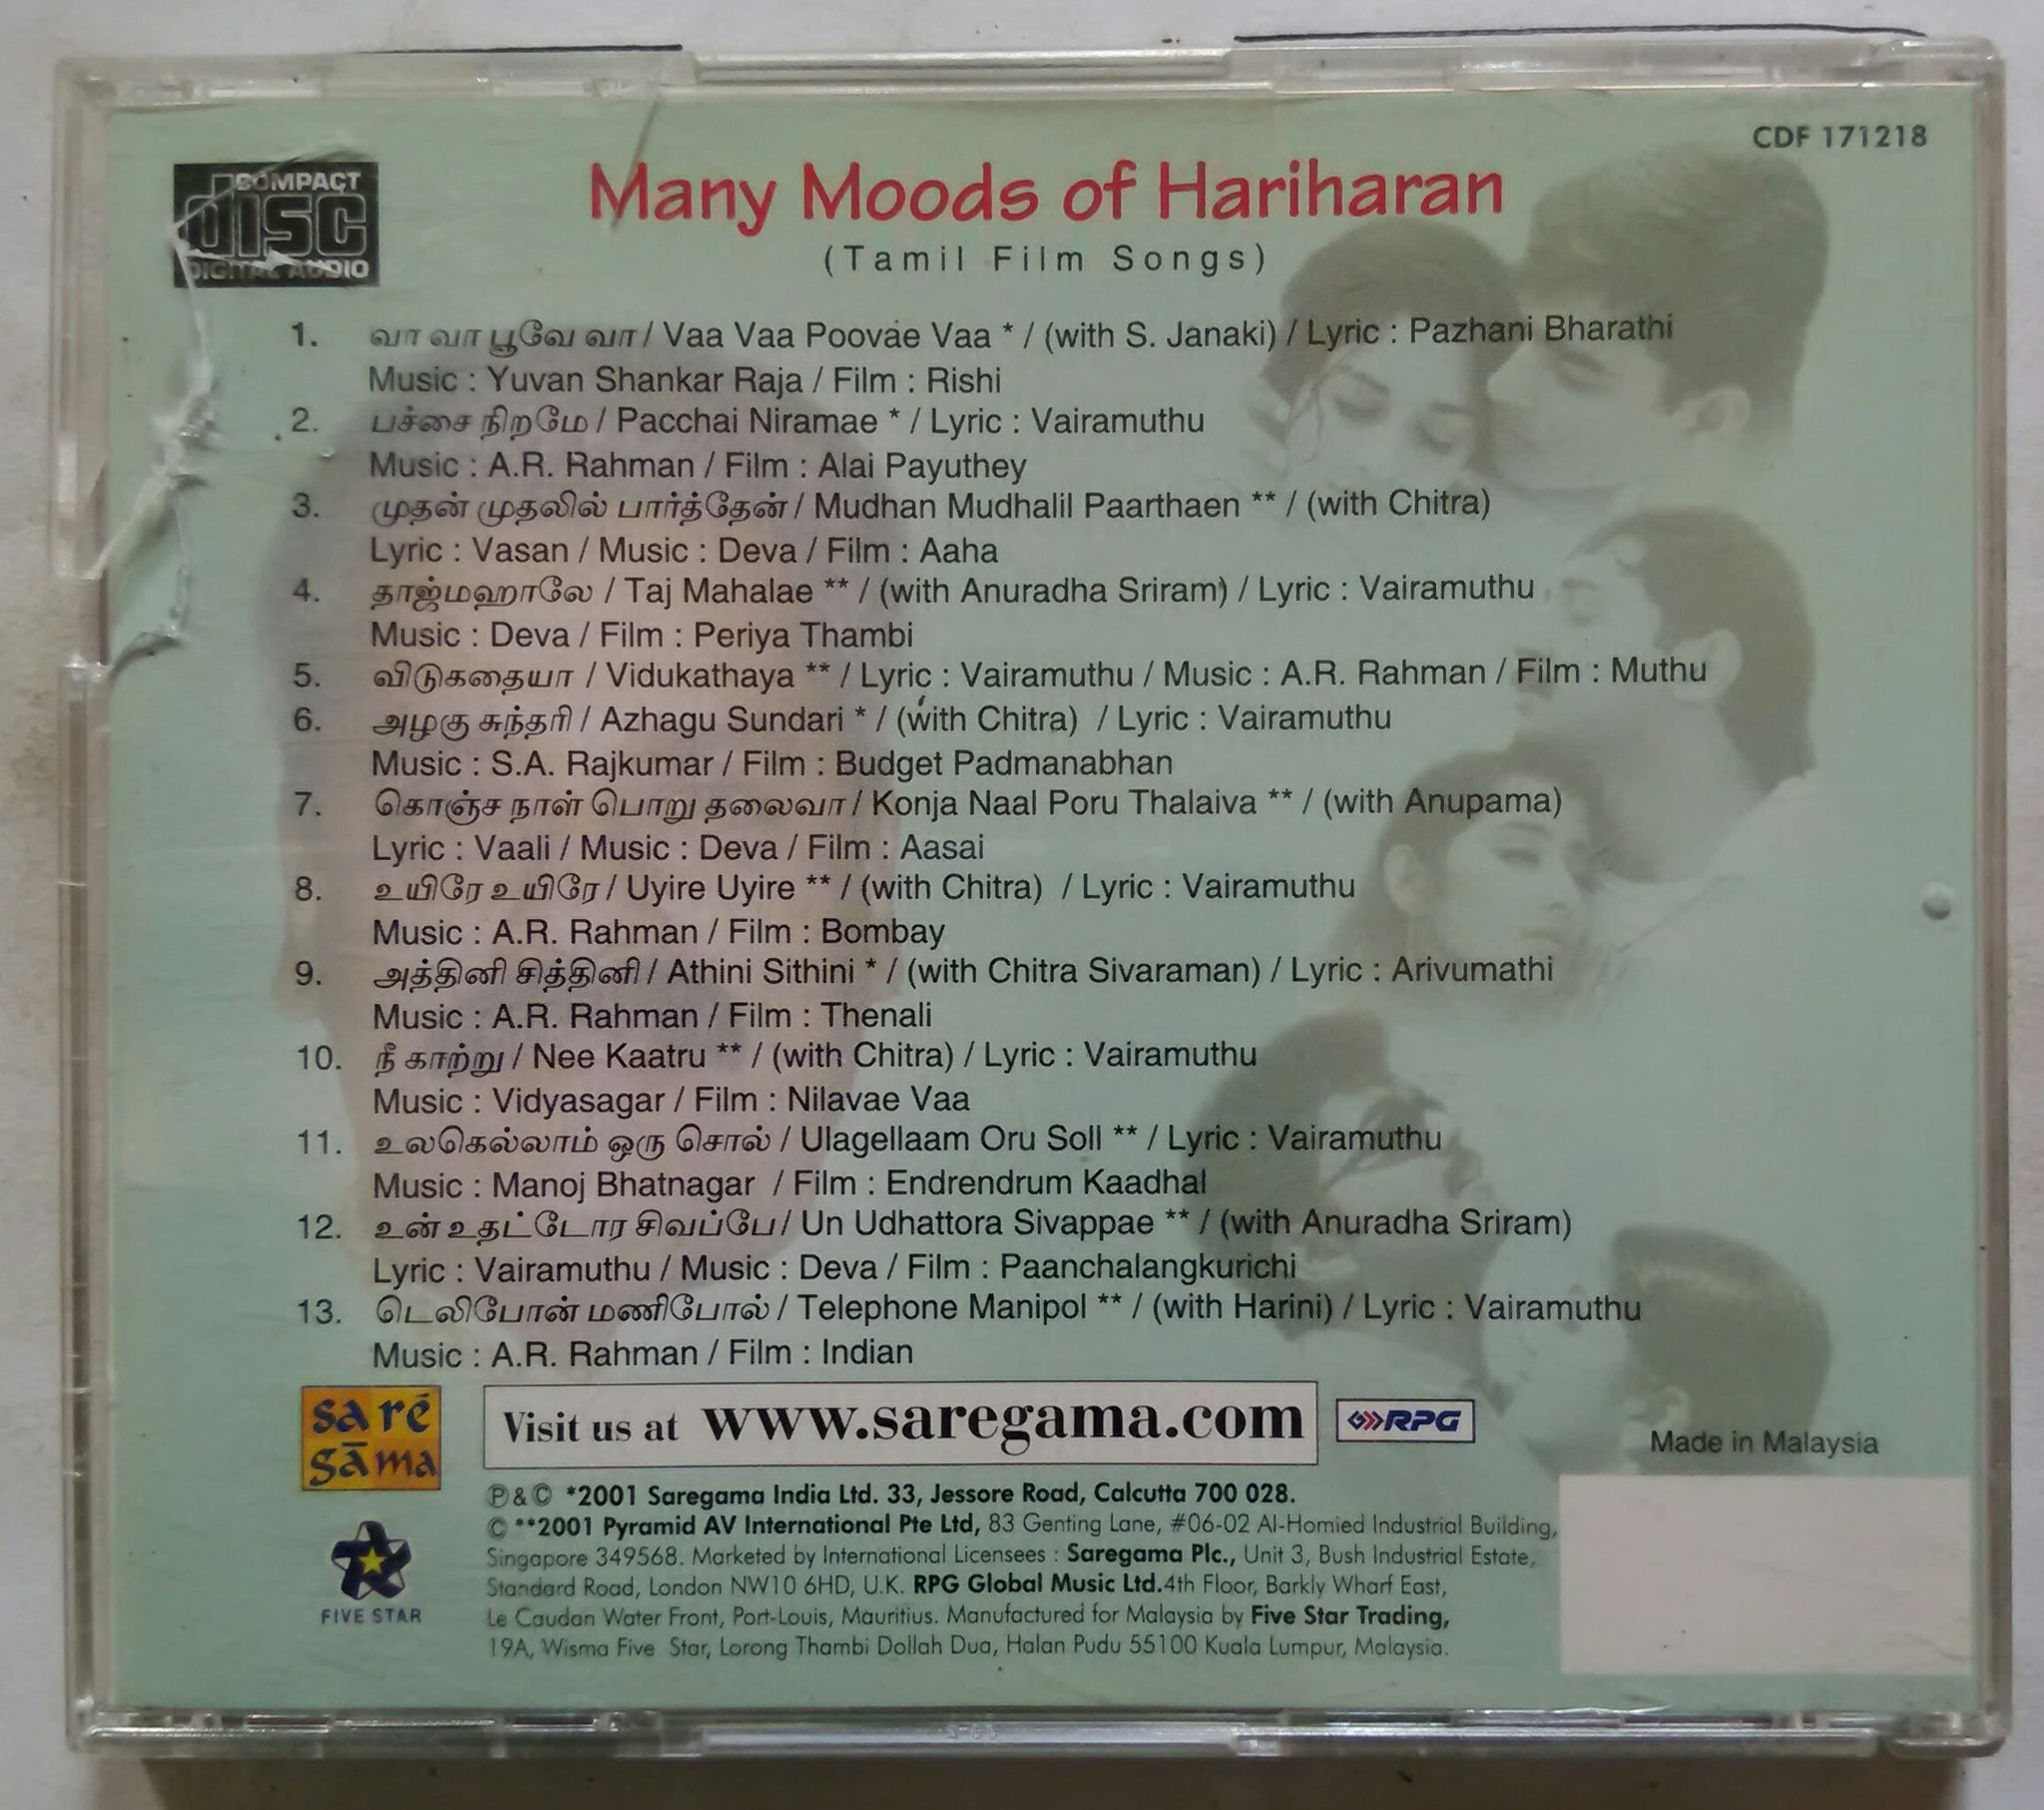 CDF 171218
COMPACT
disc
DIGITAL AUDIO
Many Moods of Hariharan
(Tamil Film Songs)
1. வா வா பூவே வா / Vaa Vaa Poovae Vaa * / (with S. Janaki) / Lyric : Pazhani Bharathi
Music : Yuvan Shankar Raja / Film : Rishi
2. பச்சை நிறமே / Pacchai Niramae * / Lyric : Vairamuthu
Music : A.R. Rahman / Film : Alai Payuthey
3. முதன் முதலில் பார்த்தேன் / Mudhan Mudhalil Paarthaen ** / (with Chitra)
Lyric : Vasan / Music : Deva / Film : Aaha
4. தாஜ்மஹாலே / Taj Mahalae ** / (with Anuradha Sriram) / Lyric : Vairamuthu
Music : Deva / Film : Periya Thambi
5. விடுகதையா / Vidukathaya ** / Lyric : Vairamuthu / Music : A.R. Rahman / Film : Muthu
6. அழகு சுந்தரி / Azhagu Sundari * / (with Chitra) / Lyric : Vairamuthu
Music : S.A. Rajkumar / Film : Budget Padmanabhan
7. கொஞ்ச நாள் பொறு தலைவா / Konja Naal Poru Thalaiva ** / (with Anupama)
Lyric : Vaali / Music : Deva / Film : Aasai
8. உயிரே உயிரே / Uyire Uyire ** / (with Chitra) / Lyric : Vairamuthu
Music : A.R. Rahman / Film : Bombay
9. அத்தினி சித்தினி / Athini Sithini * / (with Chitra Sivaraman) / Lyric : Arivumathi
Music : A.R. Rahman / Film : Thenali
10. நீ காற்று / Nee Kaatru ** / (with Chitra) / Lyric : Vairamuthu
Music : Vidyasagar / Film : Nilavae Vaa
11. உலகெல்லாம் ஒரு சொல் / Ulagellaam Oru Soll ** / Lyric : Vairamuthu
Music : Manoj Bhatnagar / Film : Endrendrum Kaadhal
12. உன் உதட்டோர சிவப்பே / Un Udhattora Sivappae ** / (with Anuradha Sriram)
Lyric : Vairamuthu / Music : Deva / Film : Paanchalangkurichi
13. டெலிபோன் மணிபோல் / Telephone Manipol ** / (with Harini) / Lyric : Vairamuthu
Music : A.R. Rahman / Film : Indian
sa ré
gāma
Visit us at www.saregama.com
RPG
Made in Malaysia
Ⓟ & © *2001 Saregama India Ltd. 33, Jessore Road, Calcutta 700 028.
© **2001 Pyramid AV International Pte Ltd, 83 Genting Lane, #06-02 Al-Homied Industrial Building,
Singapore 349568. Marketed by International Licensees : Saregama Plc., Unit 3, Bush Industrial Estate,
Standard Road, London NW10 6HD, U.K. RPG Global Music Ltd.4th Floor, Barkly Wharf East,
Le Caudan Water Front, Port-Louis, Mauritius. Manufactured for Malaysia by Five Star Trading,
19A, Wisma Five Star, Lorong Thambi Dollah Dua, Halan Pudu 55100 Kuala Lumpur, Malaysia.
FIVE STAR